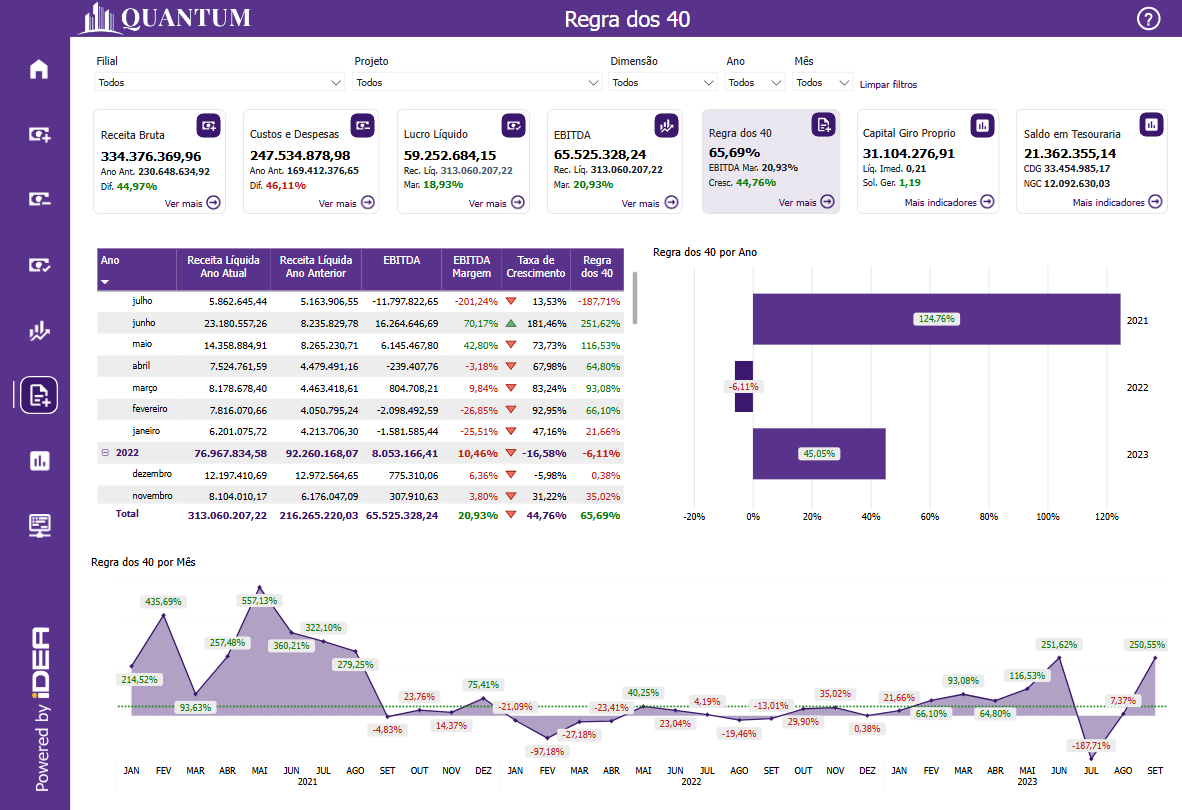 QUANTUM
Regra dos 40
?
Filial
Projeto
Dimensão
Ano
Mês
Todos
Todos
Todos
Todos
Todos
Limpar filtros
Receita Bruta
334.376.369,96
Ano Ant. 230.648.634,92
Dif. 44,97%
Ver mais
Custos e Despesas
247.534.878,98
Ano Ant. 169.412.376,65
Dif. 46,11%
Ver mais
Lucro Líquido
59.252.684,15
Rec. Líq. 313.060.207,22
Mar. 18,93%
Ver mais
EBITDA
65.525.328,24
Rec. Líq. 313.060.207,22
Mar. 20,93%
Ver mais
Regra dos 40
65,69%
EBITDA Mar. 20,93%
Cresc. 44,76%
Ver mais
Capital Giro Proprio
31.104.276,91
Líq. Imed. 0,21
Sol. Ger. 1,19
Mais indicadores
Saldo em Tesouraria
21.362.355,14
CDG 33.454.985,17
NGC 12.092.630,03
Mais indicadores
Ano Receita Líquida Ano Atual Receita Líquida Ano Anterior EBITDA EBITDA Margem Taxa de Crescimento Regra dos 40
julho 5.862.645,44 5.163.906,55 -11.797.822,65 -201,24% 13,53% -187,71%
junho 23.180.557,26 8.235.829,78 16.264.646,69 70,17% 181,46% 251,62%
maio 14.358.884,91 8.265.230,71 6.145.467,80 42,80% 73,73% 116,53%
abril 7.524.761,59 4.479.491,16 -239.407,76 -3,18% 67,98% 64,80%
março 8.178.678,40 4.463.418,61 804.708,21 9,84% 83,24% 93,08%
fevereiro 7.816.070,66 4.050.795,24 -2.098.492,59 -26,85% 92,95% 66,10%
janeiro 6.201.075,72 4.213.706,30 -1.581.585,44 -25,51% 47,16% 21,66%
2022 76.967.834,58 92.260.168,07 8.053.166,41 10,46% -16,58% -6,11%
dezembro 12.197.410,69 12.972.564,65 775.310,06 6,36% -5,98% 0,38%
novembro 8.104.010,17 6.176.047,09 307.910,63 3,80% 31,22% 35,02%
Total 313.060.207,22 216.265.220,03 65.525.328,24 20,93% 44,76% 65,69%
Regra dos 40 por Ano
124,76%
2021
-6,11%
2022
45,05%
2023
-20% 0% 20% 40% 60% 80% 100% 120%
Regra dos 40 por Mês
214,52%
435,69%
93,63%
257,48%
557,13%
360,21%
322,10%
279,25%
-4,83%
23,76%
14,37%
75,41%
-21,09%
-97,18%
-27,18%
-23,41%
40,25%
23,04%
4,19%
-19,46%
-13,01%
29,90%
35,02%
0,38%
21,66%
66,10%
93,08%
64,80%
116,53%
251,62%
-187,71%
7,37%
250,55%
JAN FEV MAR ABR MAI JUN JUL AGO SET OUT NOV DEZ JAN FEV MAR ABR MAI JUN JUL AGO SET OUT NOV DEZ JAN FEV MAR ABR MAI JUN JUL AGO SET
2021 2022 2023
Powered by iDEA